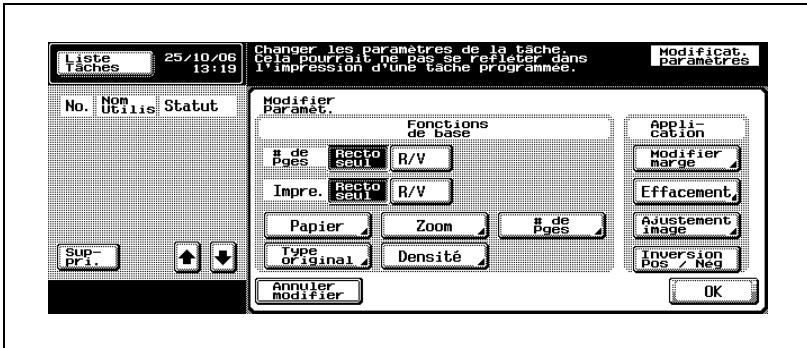 Liste
Tâches
25/10/06
13:19
Changer les paramètres de la tâche.
Cela pourrait ne pas se refléter dans
l'impression d'une tâche programmée.
Modificat.
paramètres
No. Nom Utilis Statut
Sup-
pri.
Modifier
Paramèt.
Fonctions
de base
# de
Pges
Recto
seul
R/V
Impre.
Recto
seul
R/V
Papier
Zoom
# de
Pges
Type
original
Densité
Annuler
modifier
Appli-
cation
Modifier
marge
Effacement
Ajustement
image
Inversion
Pos / Nég
OK